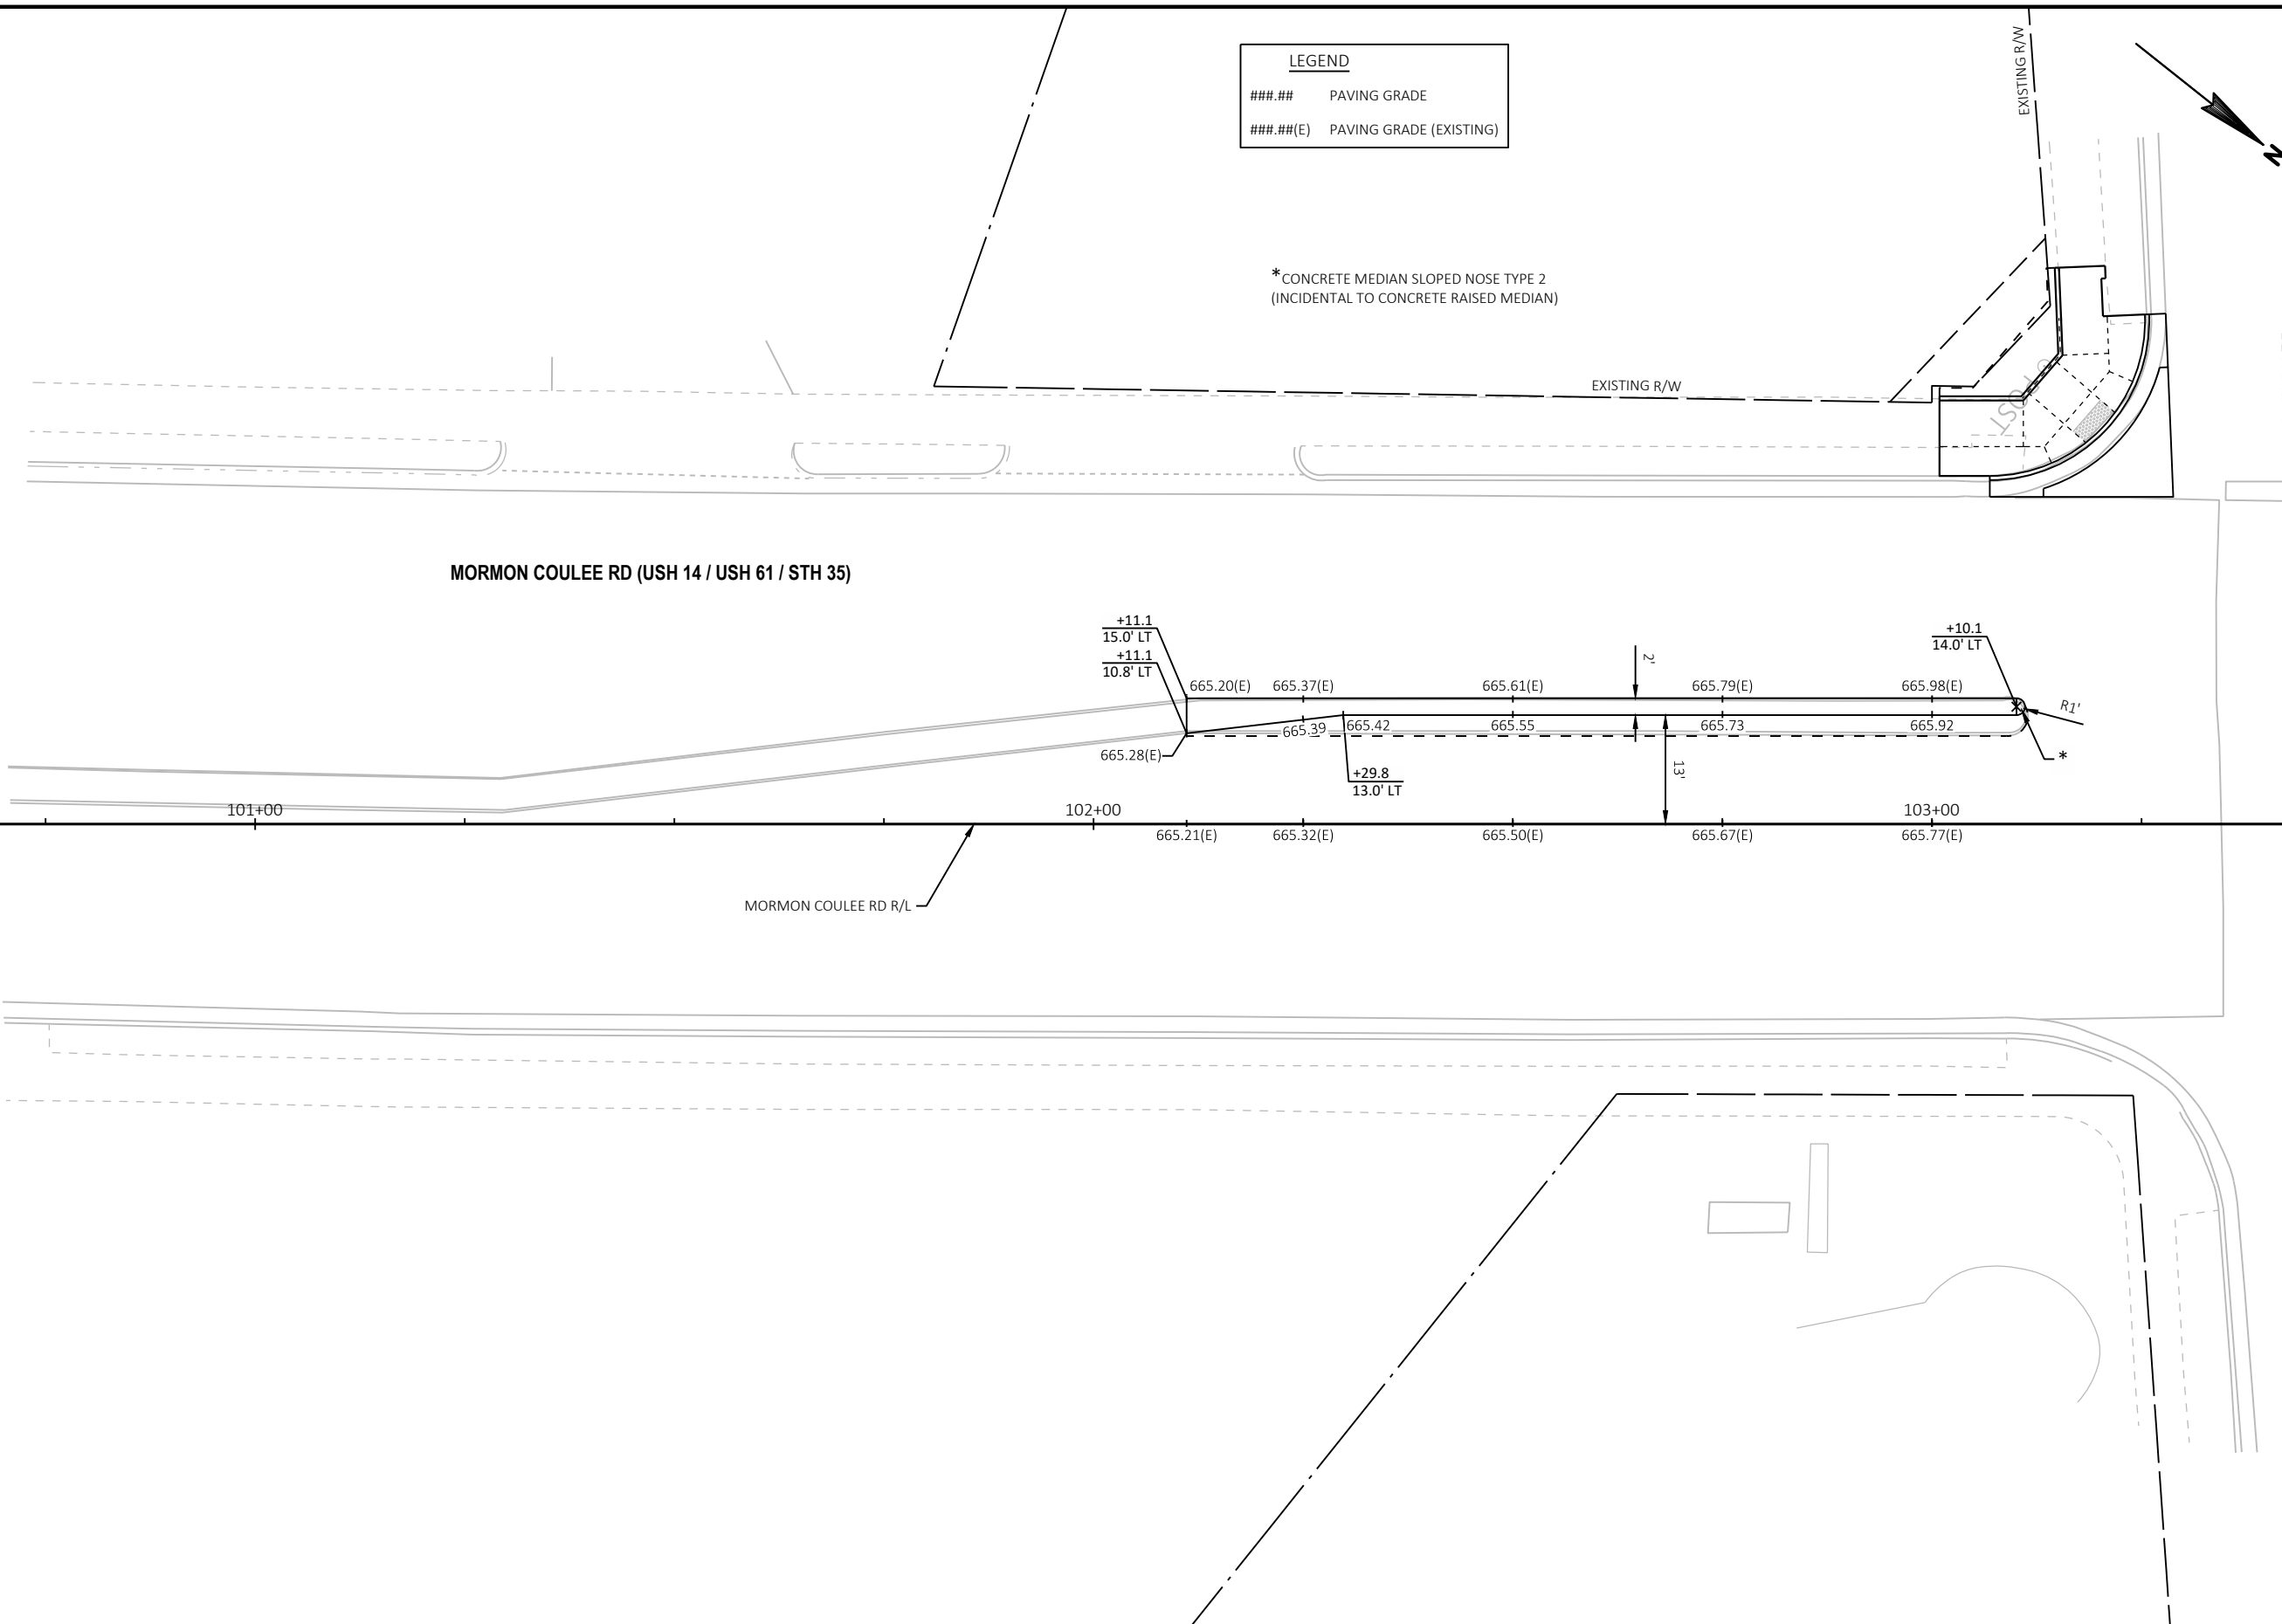 LEGEND
###.## PAVING GRADE
###.##(E) PAVING GRADE (EXISTING)
EXISTING R/W
N
*CONCRETE MEDIAN SLOPED NOSE TYPE 2
(INCIDENTAL TO CONCRETE RAISED MEDIAN)
EXISTING R/W
POST
MORMON COULEE RD (USH 14 / USH 61 / STH 35)
+11.1
15.0' LT
+11.1
10.8' LT
+10.1
14.0' LT
2'
665.20(E) 665.37(E) 665.61(E) 665.79(E) 665.98(E)
R1'
665.39 665.42 665.55 665.73 665.92
665.28(E)
*
+29.8
13.0' LT
13'
101+00 102+00 103+00
665.21(E) 665.32(E) 665.50(E) 665.67(E) 665.77(E)
MORMON COULEE RD R/L